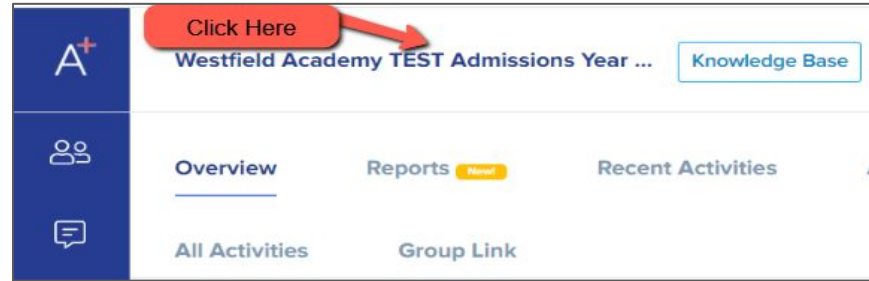 Click Here
A+
Westfield Academy TEST Admissions Year ...
Knowledge Base
Overview
Reports
New!
Recent Activities
All Activities
Group Link